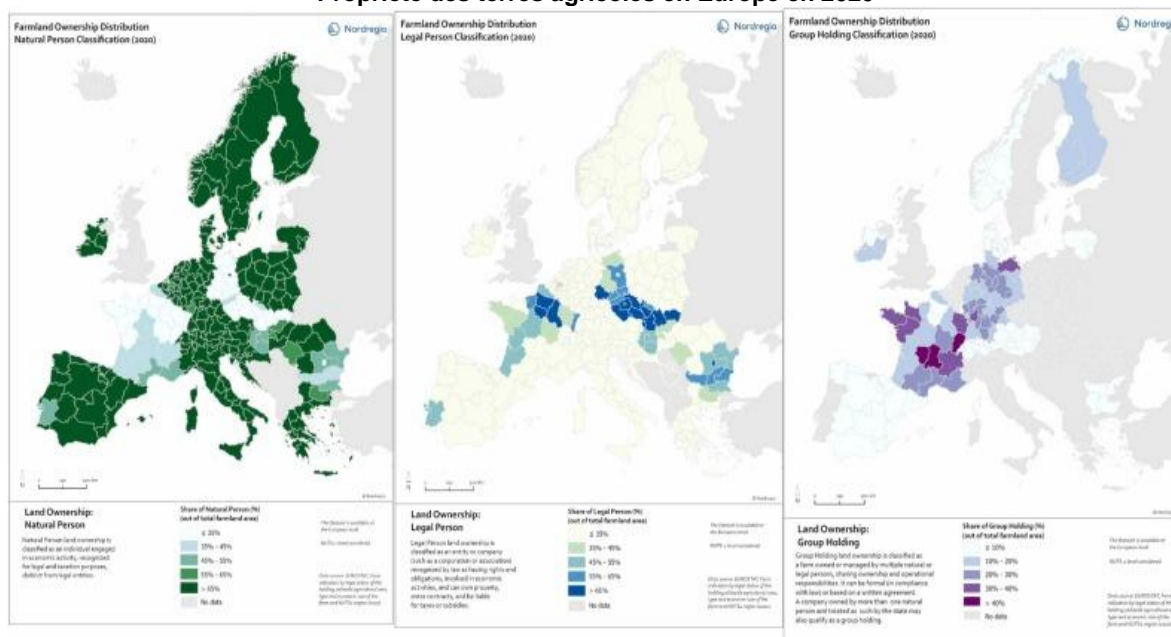 Propriété des terres agricoles en Europe en 2020
Farmland Ownership Distribution
Natural Person Classification (2020)
Nordregio
Land Ownership:
Natural Person
Natural Person land ownership is
classified as an individual engaged
in economic activity, recognized
for legal and taxation purposes,
distinct from legal entities.
Share of Natural Person (%)
(out of total farmland area)
≤ 35%
35% - 45%
45% - 55%
55% - 65%
> 65%
No data
Farmland Ownership Distribution
Legal Person Classification (2020)
Nordregio
Land Ownership:
Legal Person
Legal Person land ownership is
classified as an entity or company
(such as a corporation or association)
recognized by law as having rights and
obligations, involved in economic
activities, and can own property,
enter contracts, and be liable
for taxes or subsidies.
Share of Legal Person (%)
(out of total farmland area)
≤ 35%
35% - 45%
45% - 55%
55% - 65%
> 65%
No data
Farmland Ownership Distribution
Group Holding Classification (2020)
Nordregio
Land Ownership:
Group Holding
Group Holding land ownership is classified as
a farm owned or managed by multiple natural or
legal persons, sharing ownership and operational
responsibilities. It can be formal (in compliance
with law) or based on a written agreement.
A company owned by more than one natural
person and treated as such by the state may
also qualify as a group holding.
Share of Group Holding (%)
(out of total farmland area)
≤ 10%
10% - 20%
20% - 30%
30% - 40%
> 40%
No data